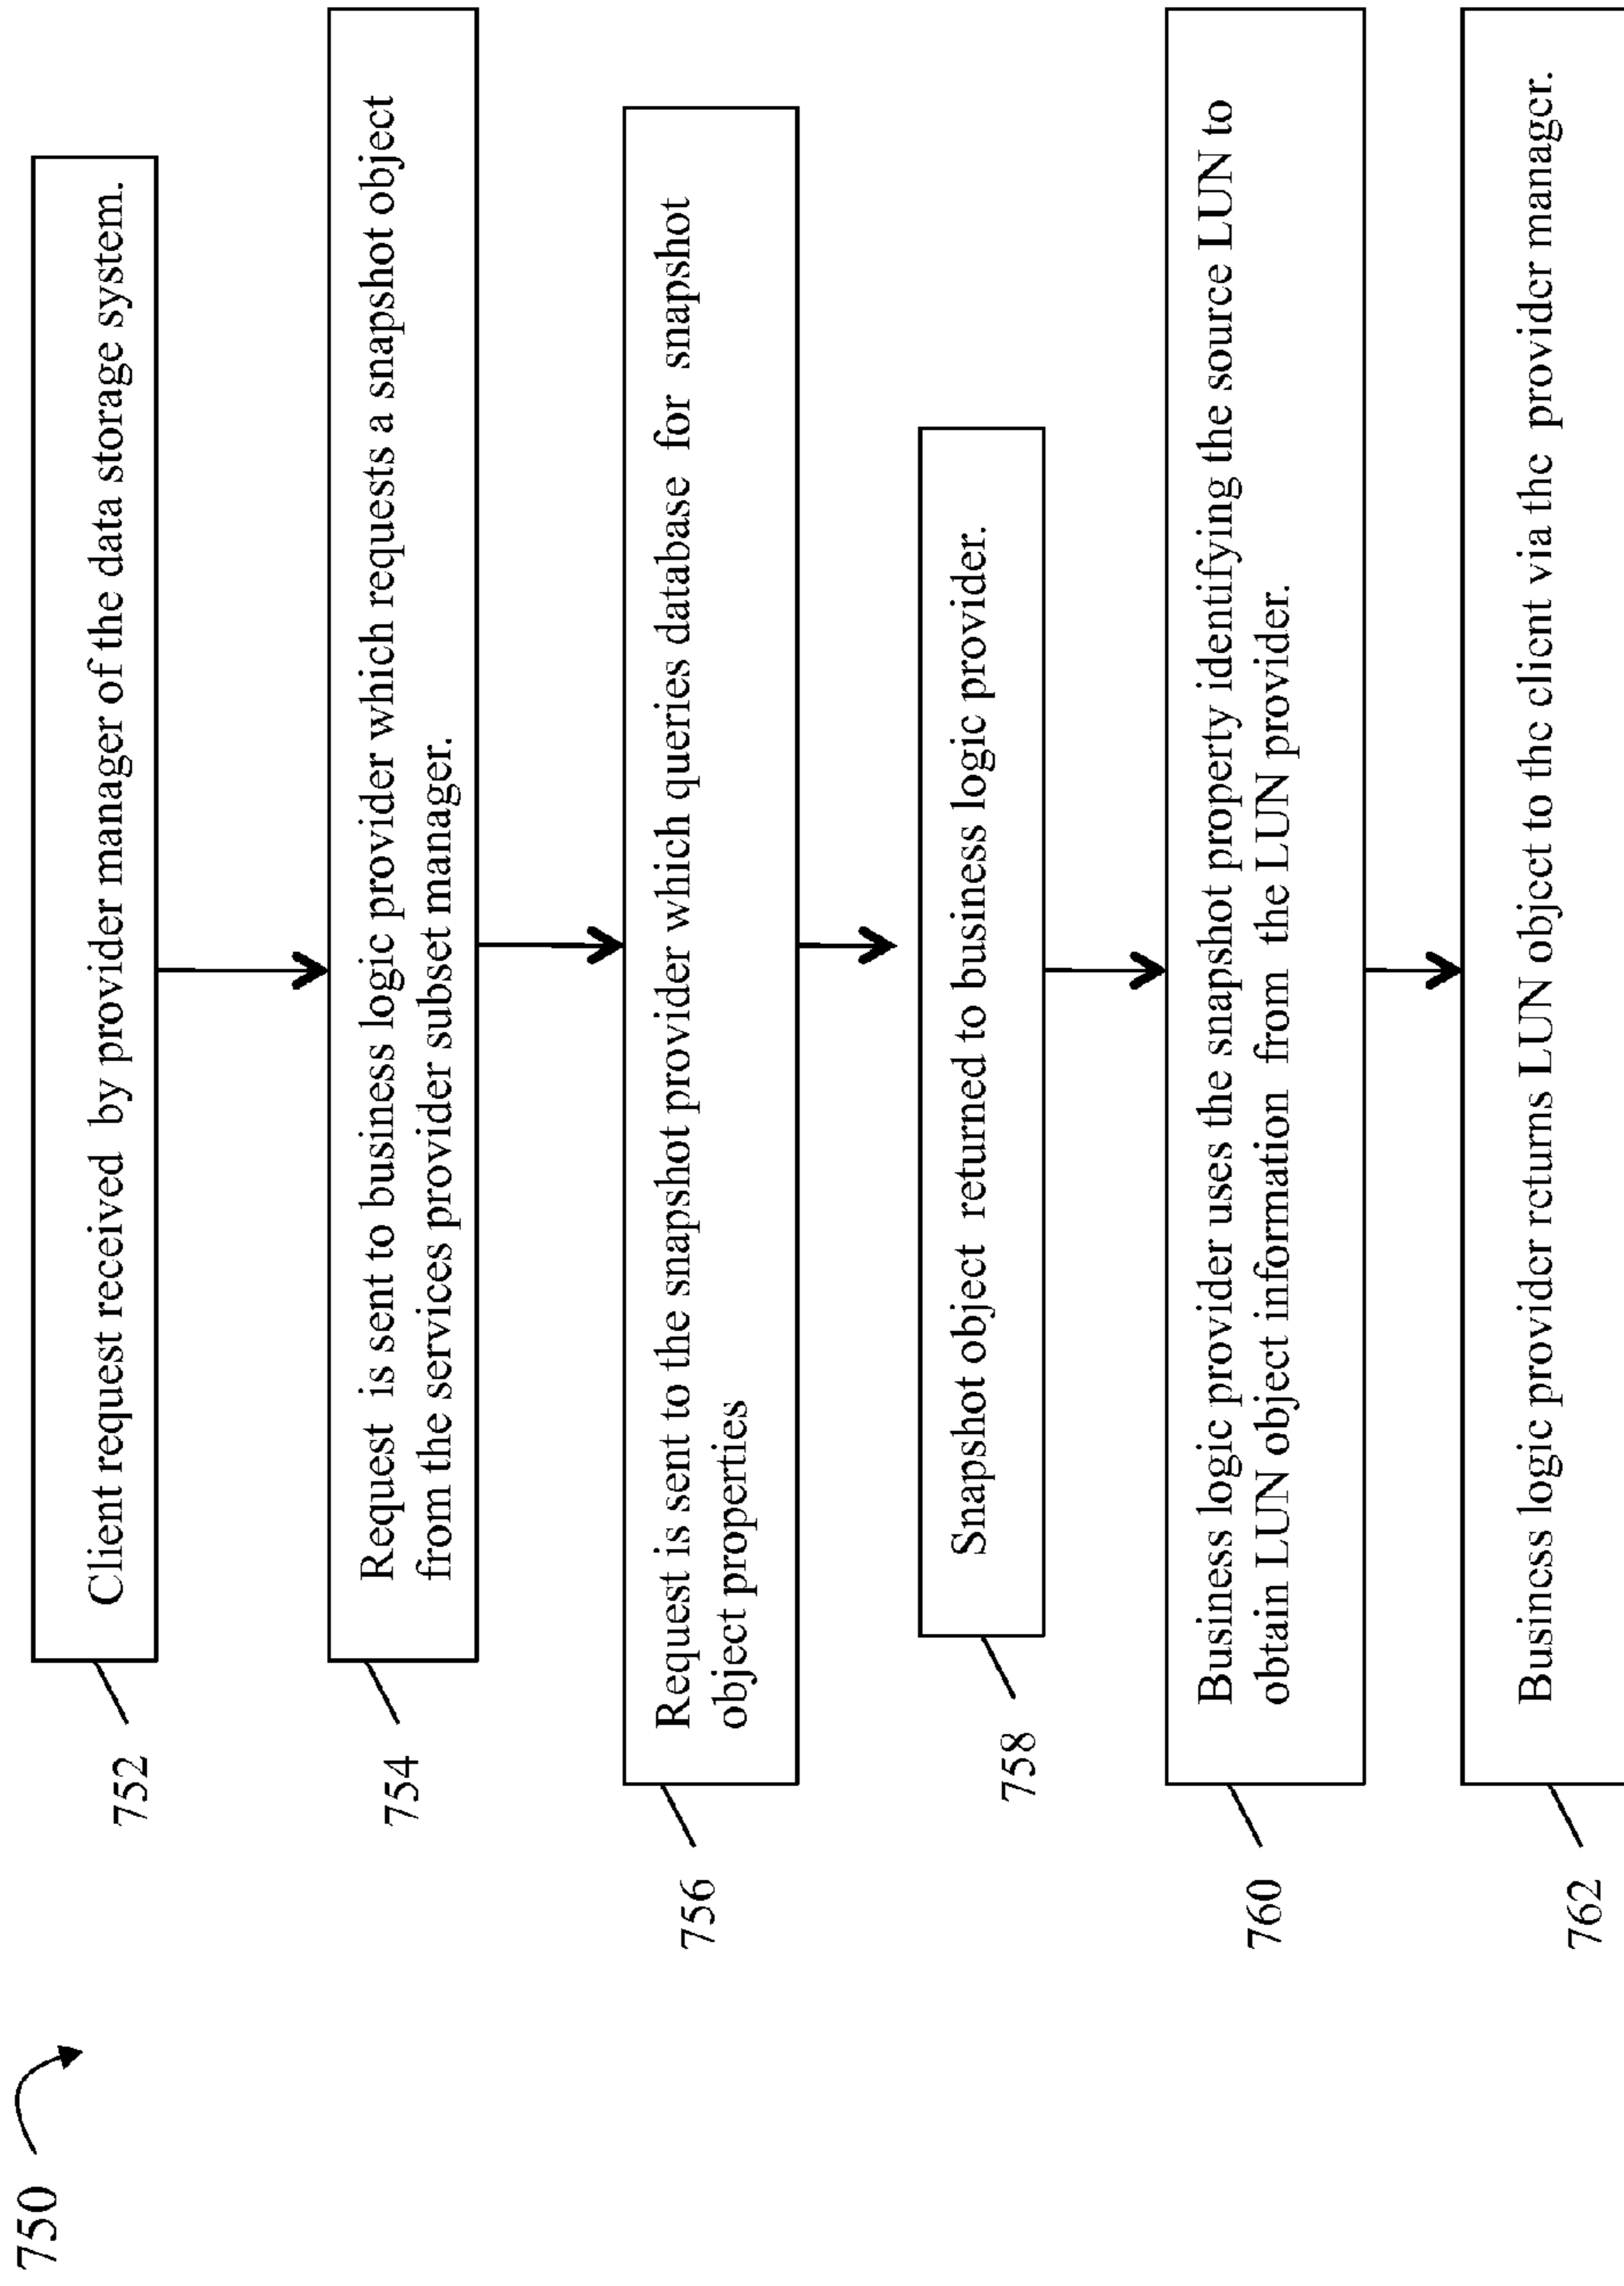 750
752
Client request received by provider manager of the data storage system.
754
Request is sent to business logic provider which requests a snapshot object
from the services provider subset manager.
756
Request is sent to the snapshot provider which queries database for snapshot
object properties
758
Snapshot object returned to business logic provider.
760
Business logic provider uses the snapshot property identifying the source LUN to
obtain LUN object information from the LUN provider.
762
Business logic provider returns LUN object to the client via the provider manager.